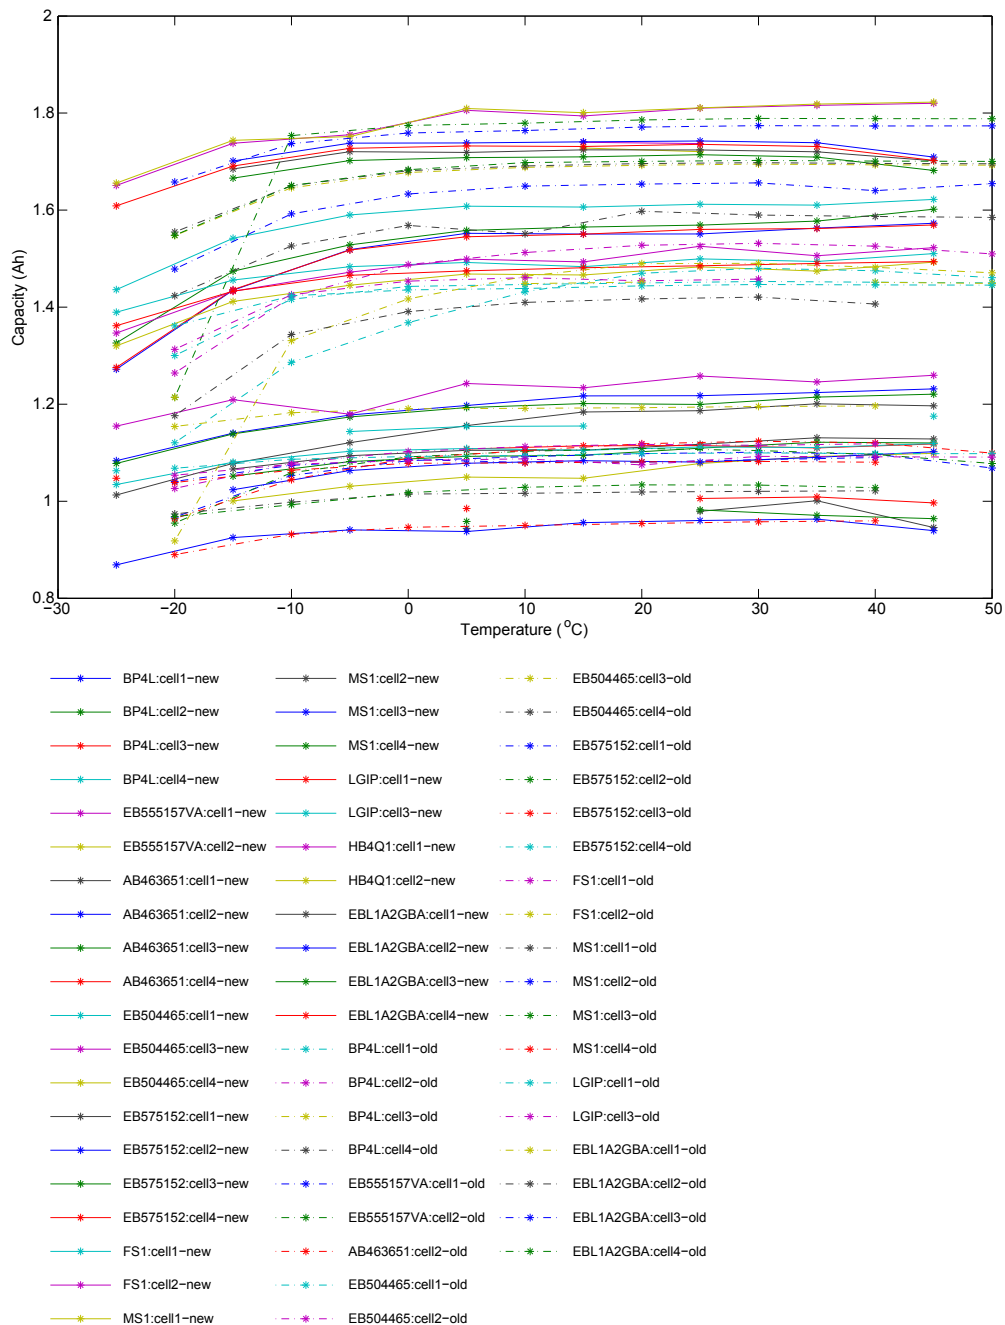 2
1.8
1.6
1.4
1.2
1
0.8
Capacity (Ah)
−30 −20 −10 0 10 20 30 40 50
Temperature (°C)
BP4L:cell1−new
BP4L:cell2−new
BP4L:cell3−new
BP4L:cell4−new
EB555157VA:cell1−new
EB555157VA:cell2−new
AB463651:cell1−new
AB463651:cell2−new
AB463651:cell3−new
AB463651:cell4−new
EB504465:cell1−new
EB504465:cell3−new
EB504465:cell4−new
EB575152:cell1−new
EB575152:cell2−new
EB575152:cell3−new
EB575152:cell4−new
FS1:cell1−new
FS1:cell2−new
MS1:cell1−new
MS1:cell2−new
MS1:cell3−new
MS1:cell4−new
LGIP:cell1−new
LGIP:cell3−new
HB4Q1:cell1−new
HB4Q1:cell2−new
EBL1A2GBA:cell1−new
EBL1A2GBA:cell2−new
EBL1A2GBA:cell3−new
EBL1A2GBA:cell4−new
BP4L:cell1−old
BP4L:cell2−old
BP4L:cell3−old
BP4L:cell4−old
EB555157VA:cell1−old
EB555157VA:cell2−old
AB463651:cell2−old
EB504465:cell1−old
EB504465:cell2−old
EB504465:cell3−old
EB504465:cell4−old
EB575152:cell1−old
EB575152:cell2−old
EB575152:cell3−old
EB575152:cell4−old
FS1:cell1−old
FS1:cell2−old
MS1:cell1−old
MS1:cell2−old
MS1:cell3−old
MS1:cell4−old
LGIP:cell1−old
LGIP:cell3−old
EBL1A2GBA:cell1−old
EBL1A2GBA:cell2−old
EBL1A2GBA:cell3−old
EBL1A2GBA:cell4−old